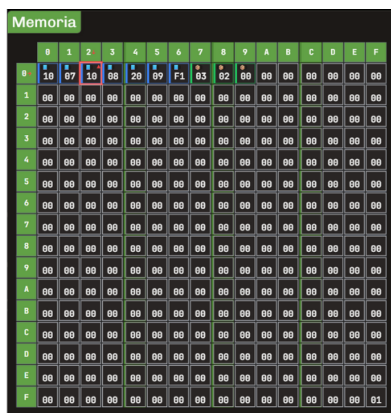 Memoria
0 1 2 3 4 5 6 7 8 9 A B C D E F
0 10 07 10 08 20 09 F1 03 02 00 00 00 00 00 00 00
1 00 00 00 00 00 00 00 00 00 00 00 00 00 00 00 00
2 00 00 00 00 00 00 00 00 00 00 00 00 00 00 00 00
3 00 00 00 00 00 00 00 00 00 00 00 00 00 00 00 00
4 00 00 00 00 00 00 00 00 00 00 00 00 00 00 00 00
5 00 00 00 00 00 00 00 00 00 00 00 00 00 00 00 00
6 00 00 00 00 00 00 00 00 00 00 00 00 00 00 00 00
7 00 00 00 00 00 00 00 00 00 00 00 00 00 00 00 00
8 00 00 00 00 00 00 00 00 00 00 00 00 00 00 00 00
9 00 00 00 00 00 00 00 00 00 00 00 00 00 00 00 00
A 00 00 00 00 00 00 00 00 00 00 00 00 00 00 00 00
B 00 00 00 00 00 00 00 00 00 00 00 00 00 00 00 00
C 00 00 00 00 00 00 00 00 00 00 00 00 00 00 00 00
D 00 00 00 00 00 00 00 00 00 00 00 00 00 00 00 00
E 00 00 00 00 00 00 00 00 00 00 00 00 00 00 00 00
F 00 00 00 00 00 00 00 00 00 00 00 00 00 00 00 01